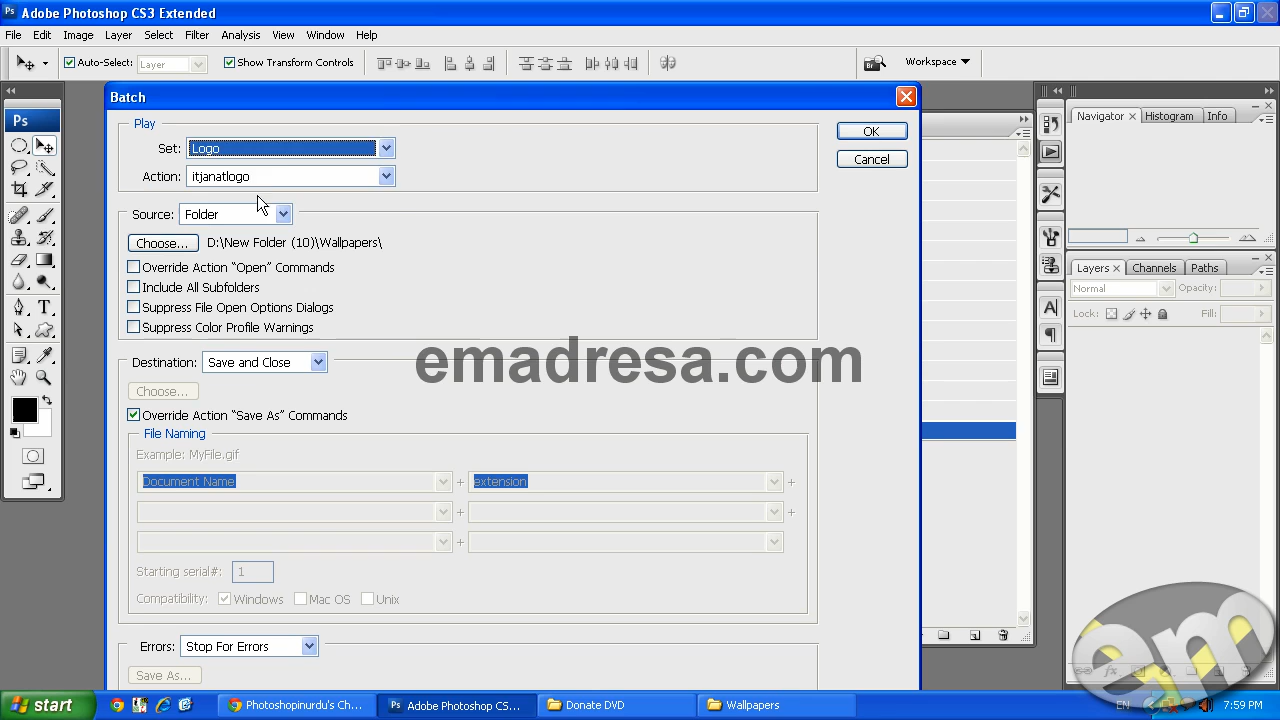 Ps Adobe Photoshop CS3 Extended
File Edit Image Layer Select Filter Analysis View Window Help
Auto-Select: Layer Show Transform Controls Br Workspace
Ps
Batch
Play
Set: Logo
Action: itjanatlogo
OK
Cancel
Source: Folder
Choose... D:\New Folder (10)\Wallpapers\
Override Action "Open" Commands
Include All Subfolders
Suppress File Open Options Dialogs
Suppress Color Profile Warnings
Destination: Save and Close
Choose...
Override Action "Save As" Commands
File Naming
Example: MyFile.gif
Document Name + extension +
+ +
+
Starting serial#: 1
Compatibility: Windows Mac OS Unix
Errors: Stop For Errors
Save As...
emadresa.com
Navigator Histogram Info
Layers Channels Paths
Normal Opacity:
Lock: Fill:
em
start Photoshopinurdu's Ch... Ps Adobe Photoshop CS... Donate DVD Wallpapers EN 7:59 PM